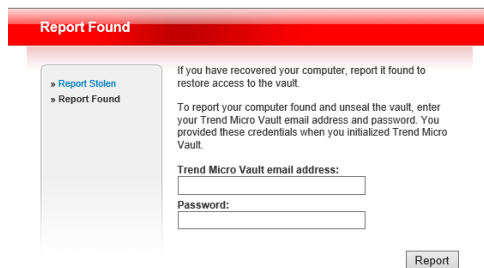 Report Found
» Report Stolen
» Report Found
If you have recovered your computer, report it found to
restore access to the vault.
To report your computer found and unseal the vault, enter
your Trend Micro Vault email address and password. You
provided these credentials when you initialized Trend Micro
Vault.
Trend Micro Vault email address:
Password:
Report